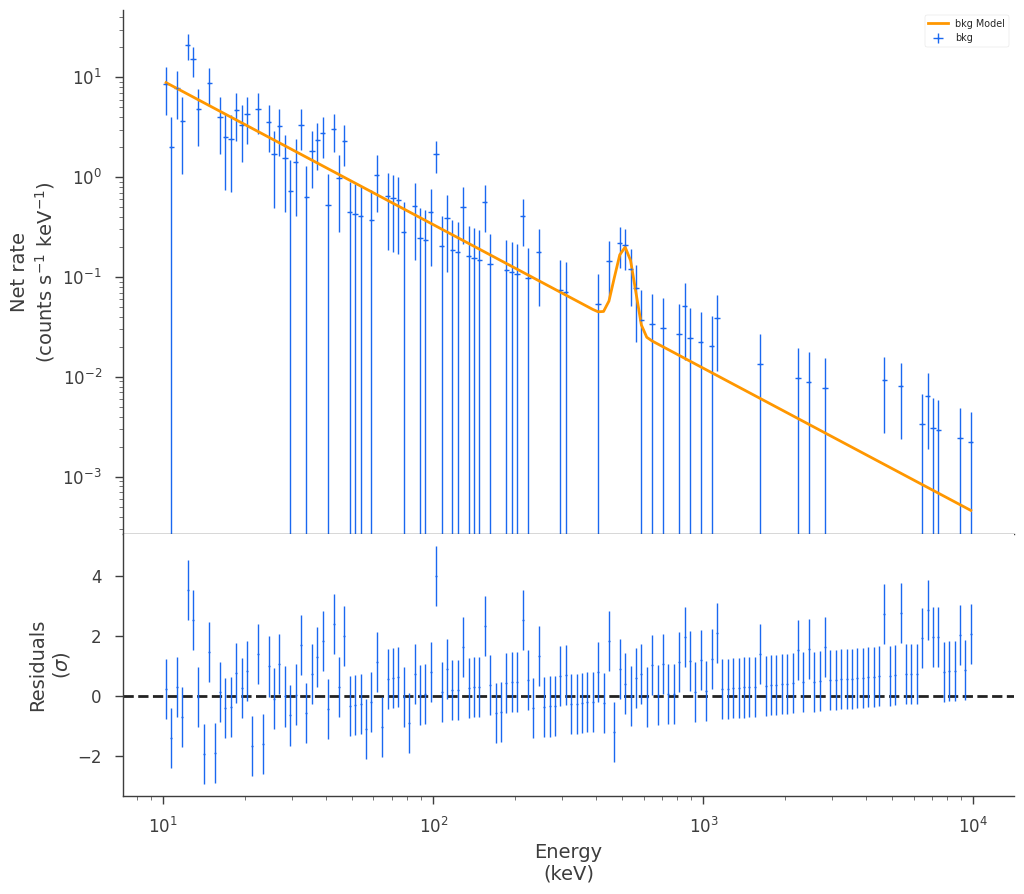 bkg Model
bkg
Net rate
(counts s⁻¹ keV⁻¹)
10¹
10⁰
10⁻¹
10⁻²
10⁻³
Residuals
(σ)
4
2
0
−2
10¹
10²
10³
10⁴
Energy
(keV)